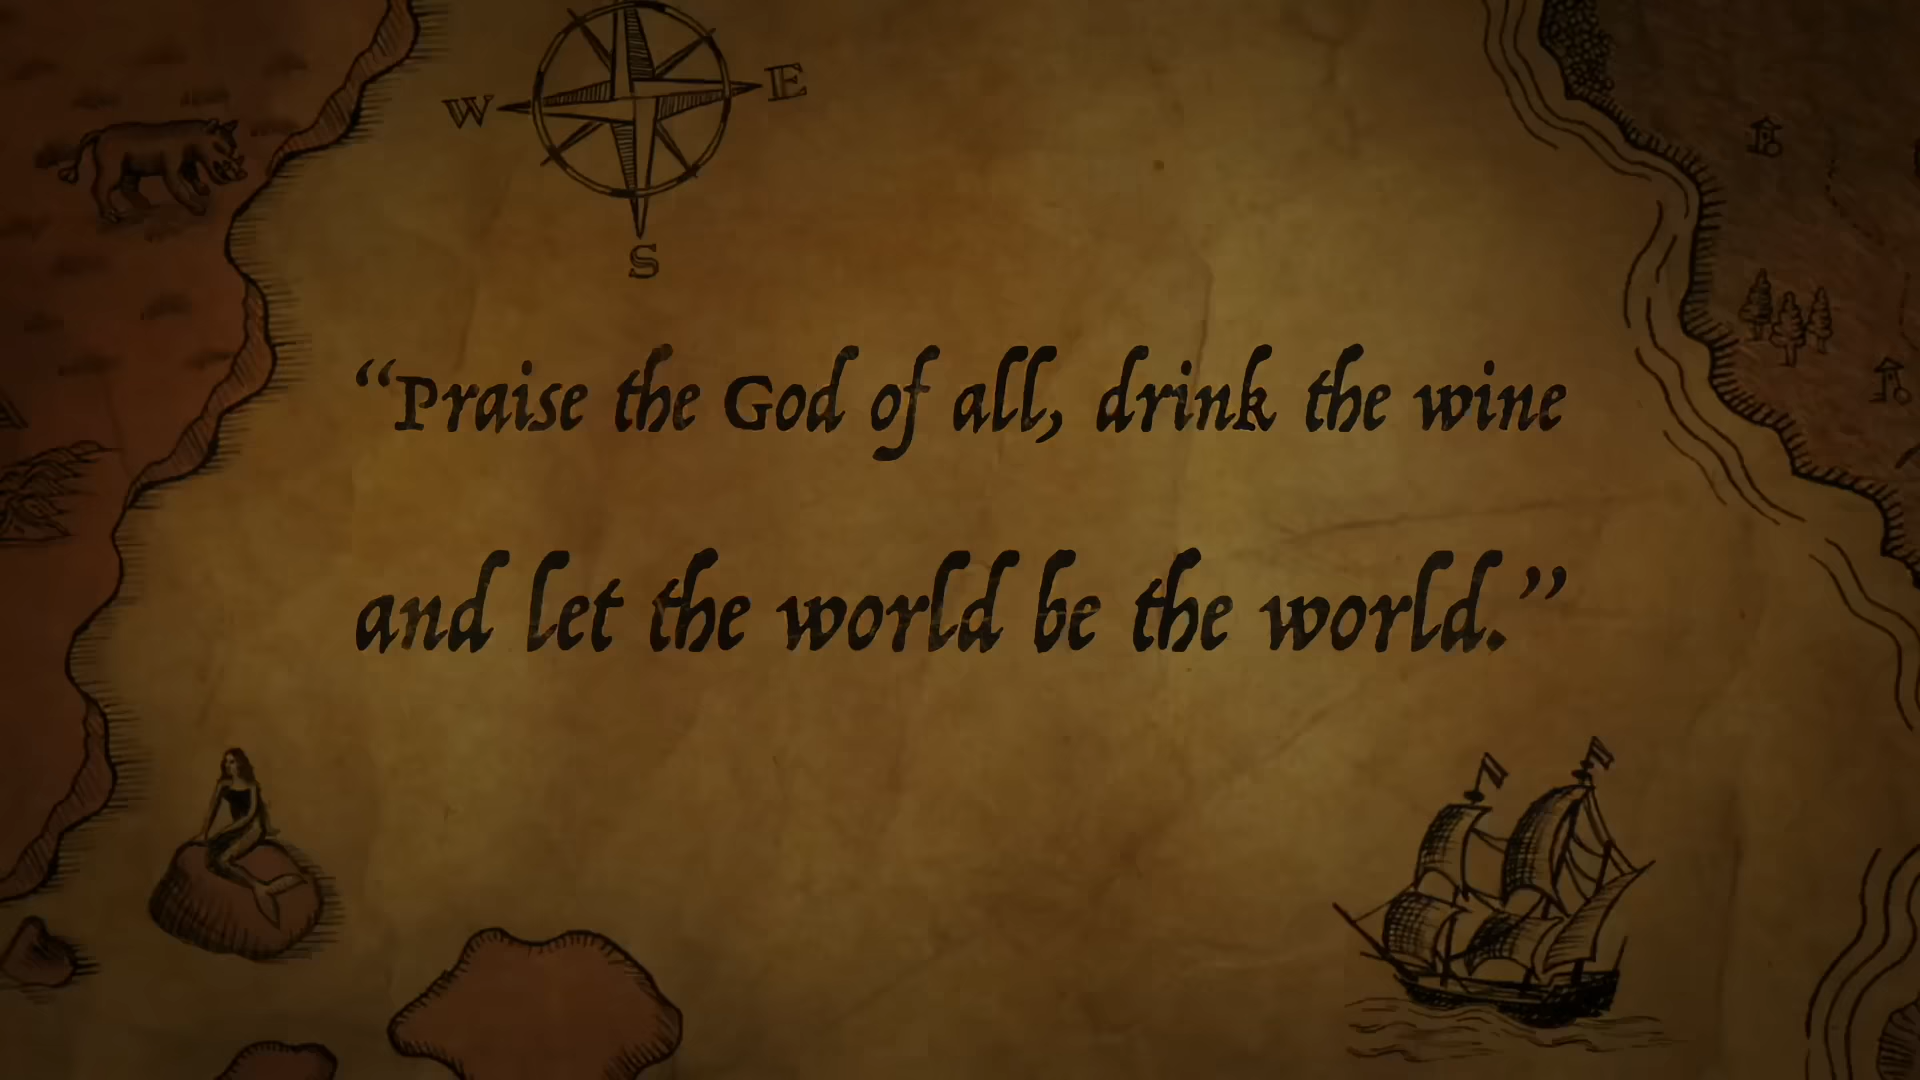 W E
S
“Praise the God of all, drink the wine
and let the world be the world.”